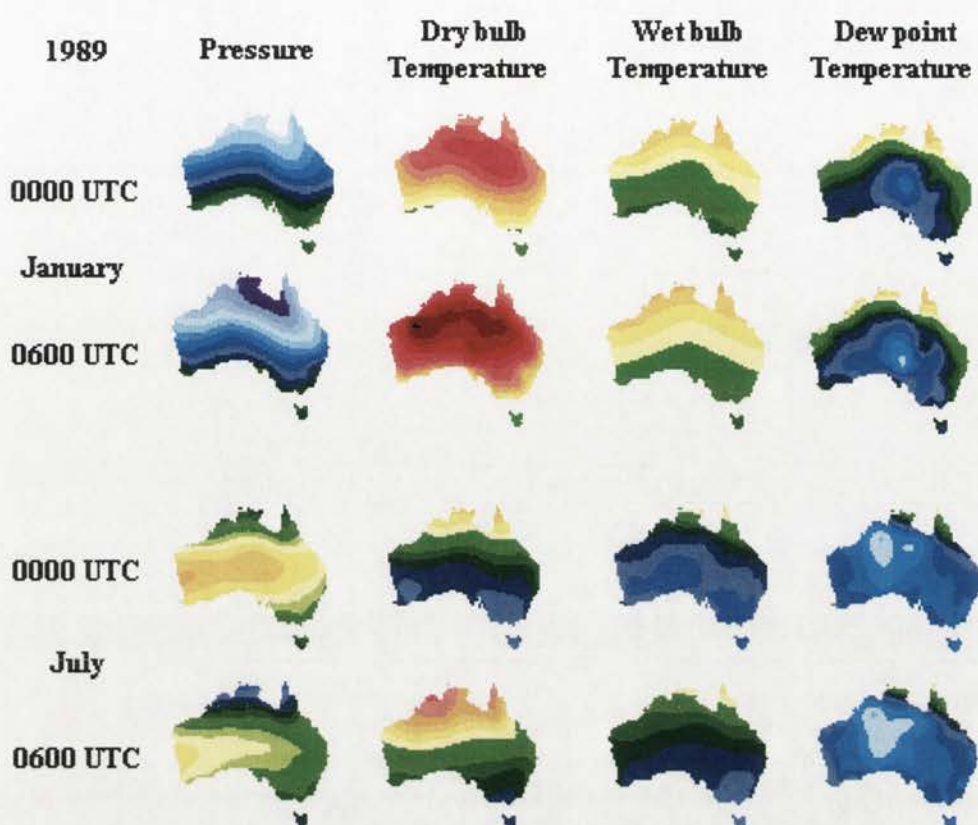 1989
Pressure
Dry bulb
Temperature
Wet bulb
Temperature
Dew point
Temperature
0000 UTC
January
0600 UTC
0000 UTC
July
0600 UTC